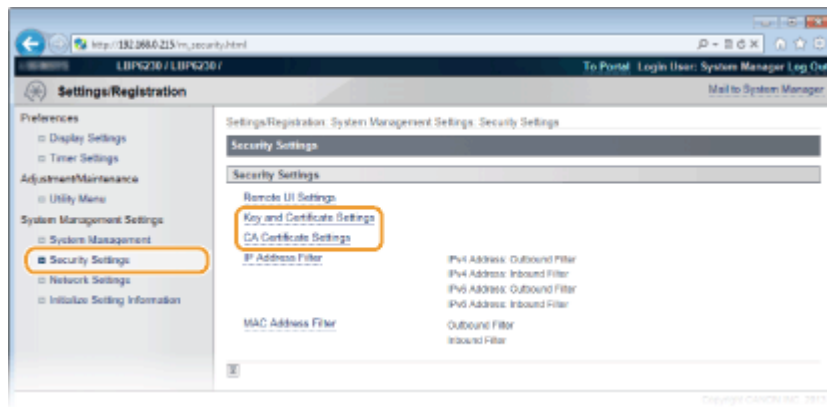 http://192.168.0.215/m_security.html
LBP6230 / LBP6230 /
To Portal Login User: System Manager Log Out
Settings/Registration
Mail to System Manager
Preferences
Display Settings
Timer Settings
Adjustment/Maintenance
Utility Menu
System Management Settings
System Management
Security Settings
Network Settings
Initialize Setting Information
Settings/Registration: System Management Settings: Security Settings
Security Settings
Security Settings
Remote UI Settings
Key and Certificate Settings
CA Certificate Settings
IP Address Filter
IPv4 Address: Outbound Filter
IPv4 Address: Inbound Filter
IPv6 Address: Outbound Filter
IPv6 Address: Inbound Filter
MAC Address Filter
Outbound Filter
Inbound Filter
Copyright CANON INC. 2013